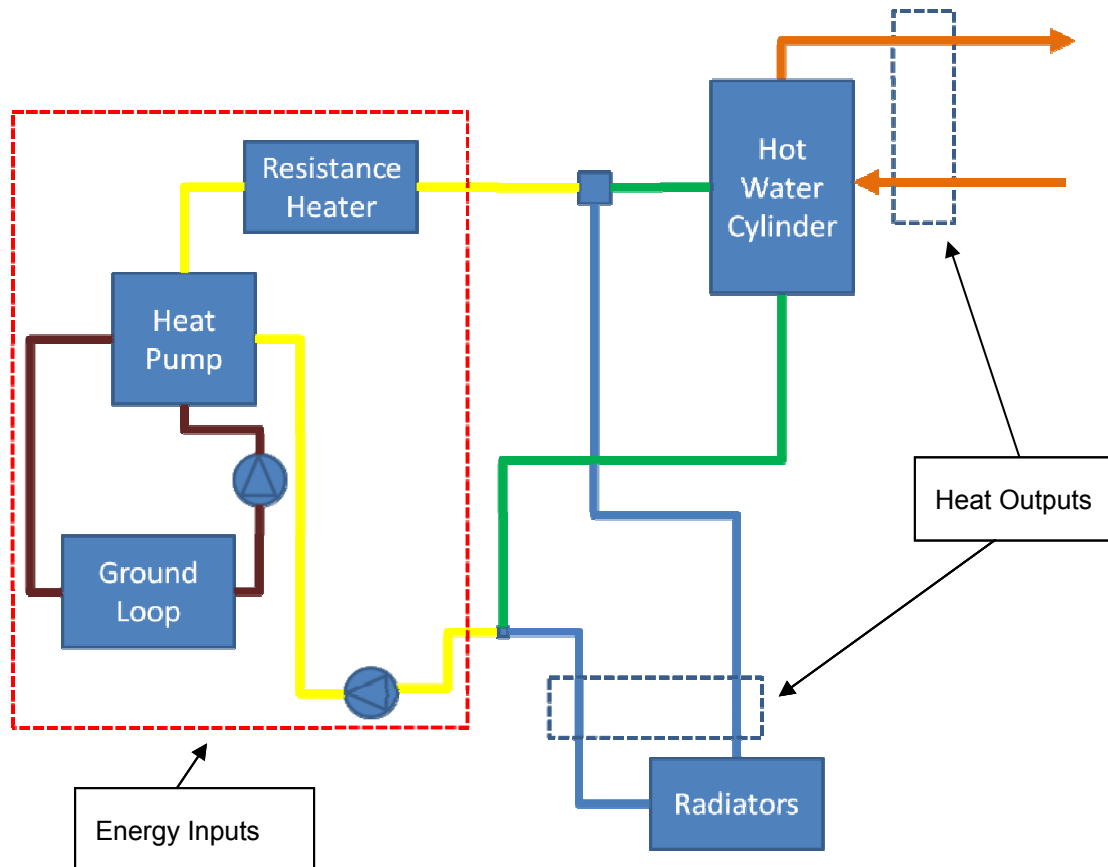 Resistance
Heater
Hot
Water
Cylinder
Heat
Pump
Heat Outputs
Ground
Loop
Radiators
Energy Inputs